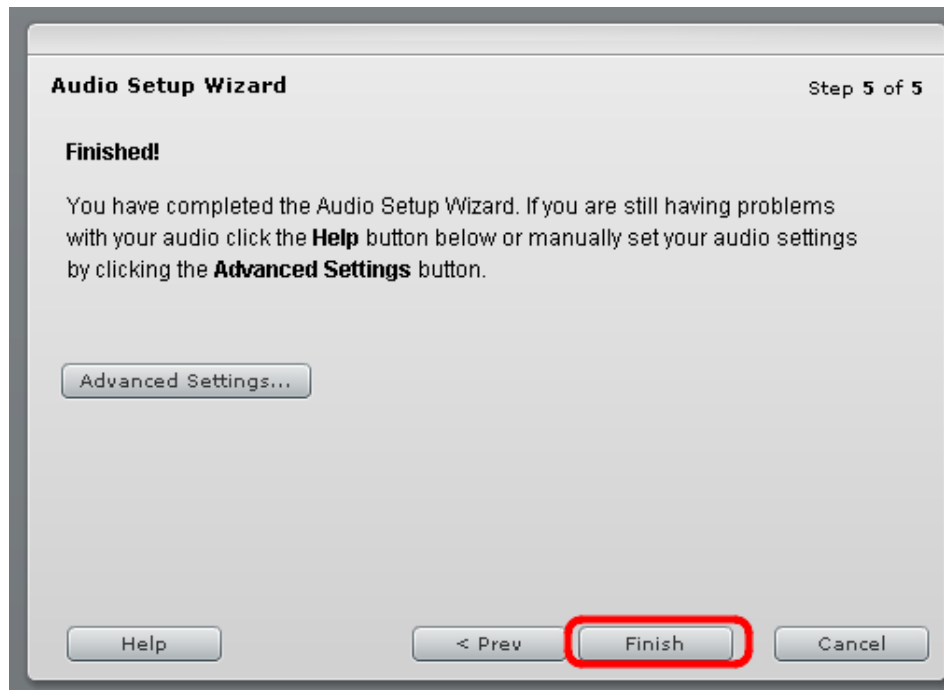 Audio Setup Wizard
Step 5 of 5
Finished!
You have completed the Audio Setup Wizard. If you are still having problems
with your audio click the Help button below or manually set your audio settings
by clicking the Advanced Settings button.
Advanced Settings...
Help
< Prev
Finish
Cancel